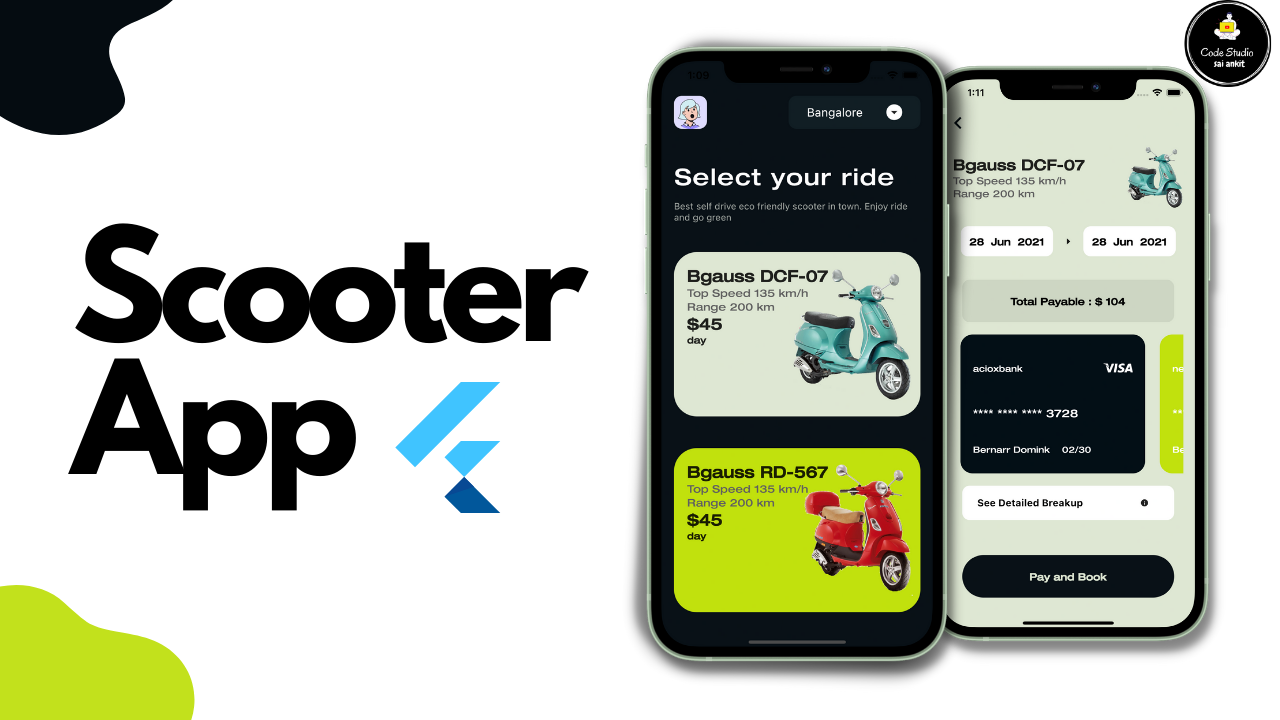 Scooter
App
Code Studio
sai ankit
1:09
Bangalore
Select your ride
Best self drive eco friendly scooter in town. Enjoy ride
and go green
Bgauss DCF-07
Top Speed 135 km/h
Range 200 km
$45
day
Bgauss RD-567
Top Speed 135 km/h
Range 200 km
$45
day
1:11
Bgauss DCF-07
Top Speed 135 km/h
Range 200 km
28 Jun 2021
28 Jun 2021
Total Payable : $ 104
acioxbank
VISA
**** **** **** 3728
Bernarr Domink 02/30
ne
**
Be
See Detailed Breakup
Pay and Book